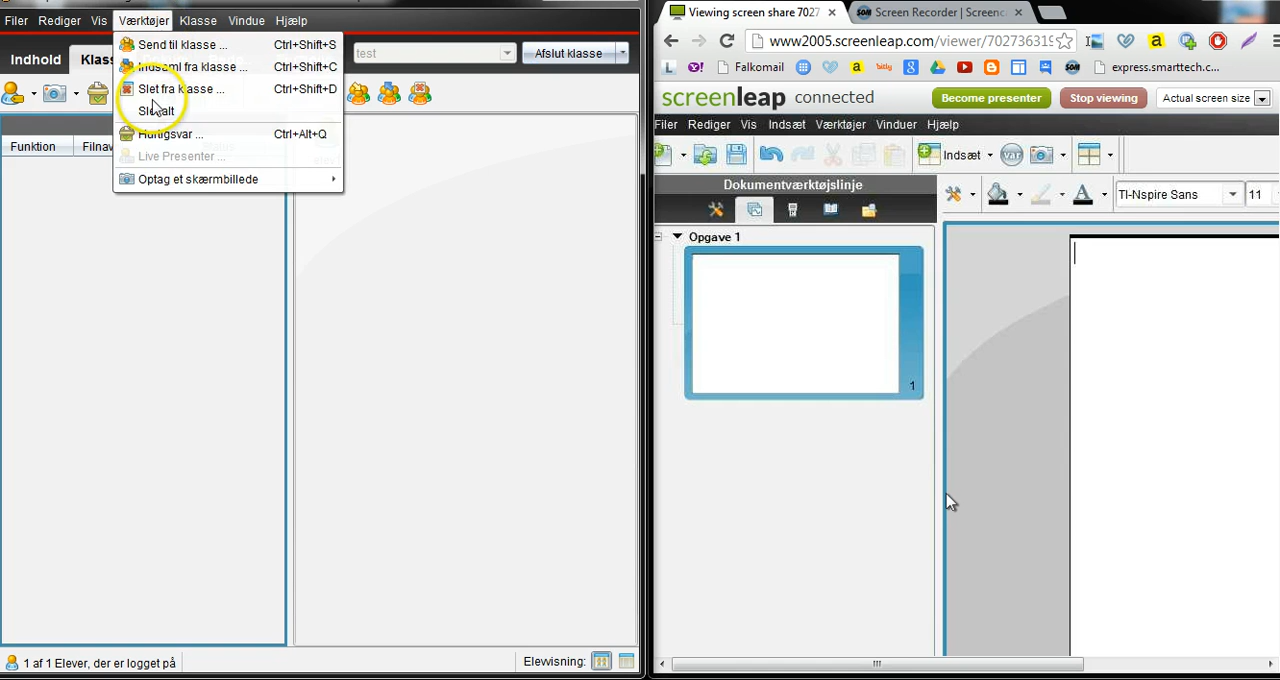 Filer Rediger Vis Værktøjer Klasse Vindue Hjælp
Indhold
test
Afslut klasse
Send til klasse ... Ctrl+Shift+S
Indsaml fra klasse ... Ctrl+Shift+C
Slet fra klasse ... Ctrl+Shift+D
Hurtigsvar ... Ctrl+Alt+Q
Live Presenter ...
Optag et skærmbillede
Funktion
1 af 1 Elever, der er logget på
Elevvisning:
Viewing screen share 7027
Screen Recorder | Screenc
www2005.screenleap.com/viewer/702736319
Falkomail
bitly
SOM
express.smarttech.c...
screenleap connected
Become presenter
Stop viewing
Actual screen size
Filer Rediger Vis Indsæt Værktøjer Vinduer Hjælp
Indsæt
var
Dokumentværktøjslinje
TI-Nspire Sans
11
Opgave 1
1